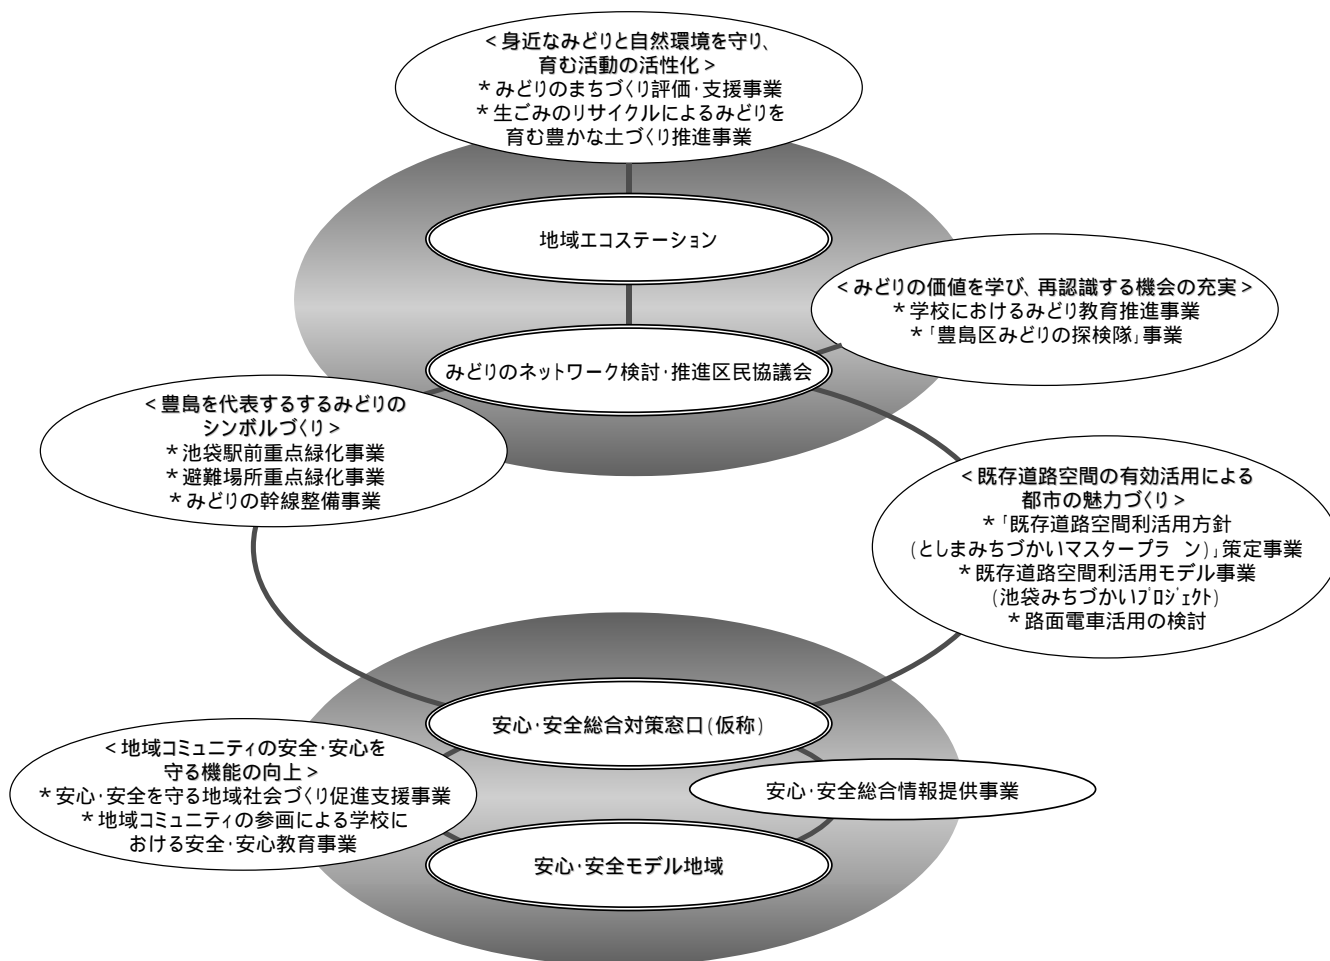 <身近なみどりと自然環境を守り、
育む活動の活性化>
*みどりのまちづくり評価・支援事業
*生ごみのリサイクルによるみどりを
育む豊かな土づくり推進事業
地域エコステーション
<みどりの価値を学び、再認識する機会の充実>
*学校におけるみどり教育推進事業
*「豊島区みどりの探検隊」事業
みどりのネットワーク検討・推進区民協議会
<豊島を代表するするみどりの
シンボルづくり>
*池袋駅前重点緑化事業
*避難場所重点緑化事業
*みどりの幹線整備事業
<既存道路空間の有効活用による
都市の魅力づくり>
*「既存道路空間利活用方針
(としまみちづかいマスタープラン)」策定事業
*既存道路空間利活用モデル事業
(池袋みちづかいプロジェクト)
*路面電車活用の検討
安心・安全総合対策窓口(仮称)
<地域コミュニティの安全・安心を
守る機能の向上>
*安心・安全を守る地域社会づくり促進支援事業
*地域コミュニティの参画による学校に
おける安全・安心教育事業
安心・安全総合情報提供事業
安心・安全モデル地域